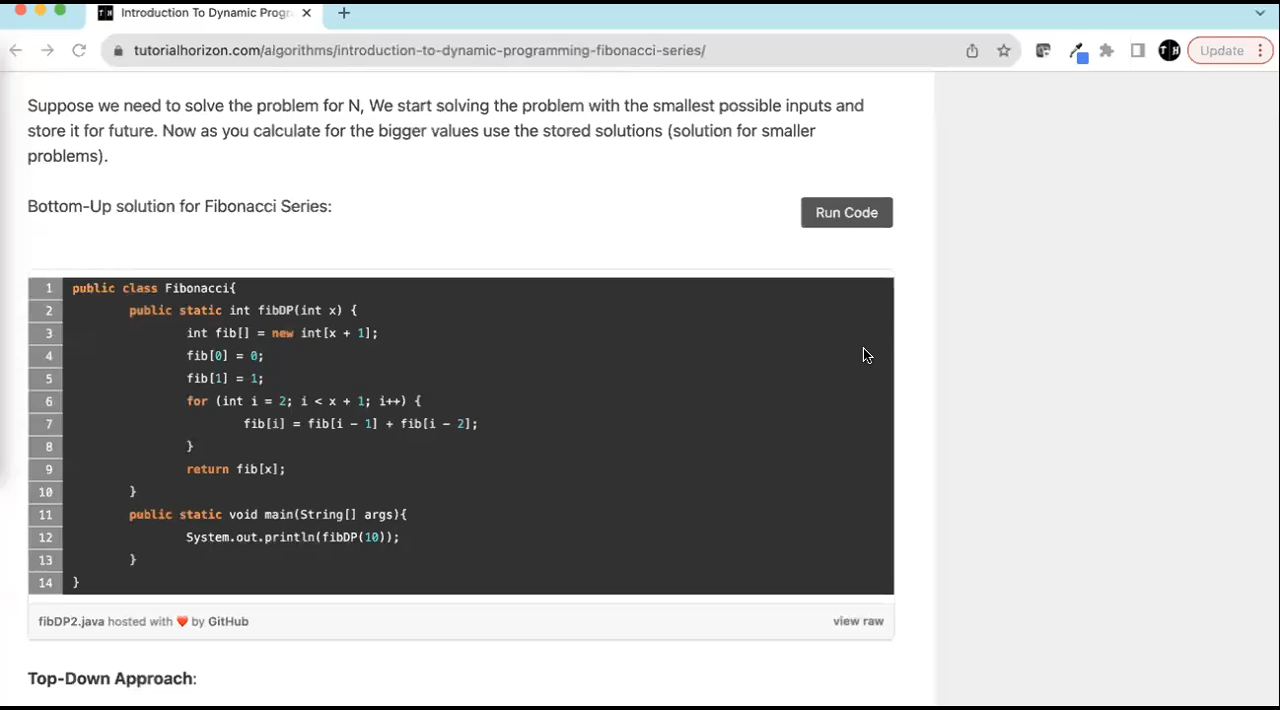 Introduction To Dynamic Progr
tutorialhorizon.com/algorithms/introduction-to-dynamic-programming-fibonacci-series/
T H
Update
Suppose we need to solve the problem for N, We start solving the problem with the smallest possible inputs and
store it for future. Now as you calculate for the bigger values use the stored solutions (solution for smaller
problems).
Bottom-Up solution for Fibonacci Series:
Run Code
1 public class Fibonacci{
2 public static int fibDP(int x) {
3 int fib[] = new int[x + 1];
4 fib[0] = 0;
5 fib[1] = 1;
6 for (int i = 2; i < x + 1; i++) {
7 fib[i] = fib[i - 1] + fib[i - 2];
8 }
9 return fib[x];
10 }
11 public static void main(String[] args){
12 System.out.println(fibDP(10));
13 }
14 }
fibDP2.java hosted with ❤ by GitHub
view raw
Top-Down Approach: